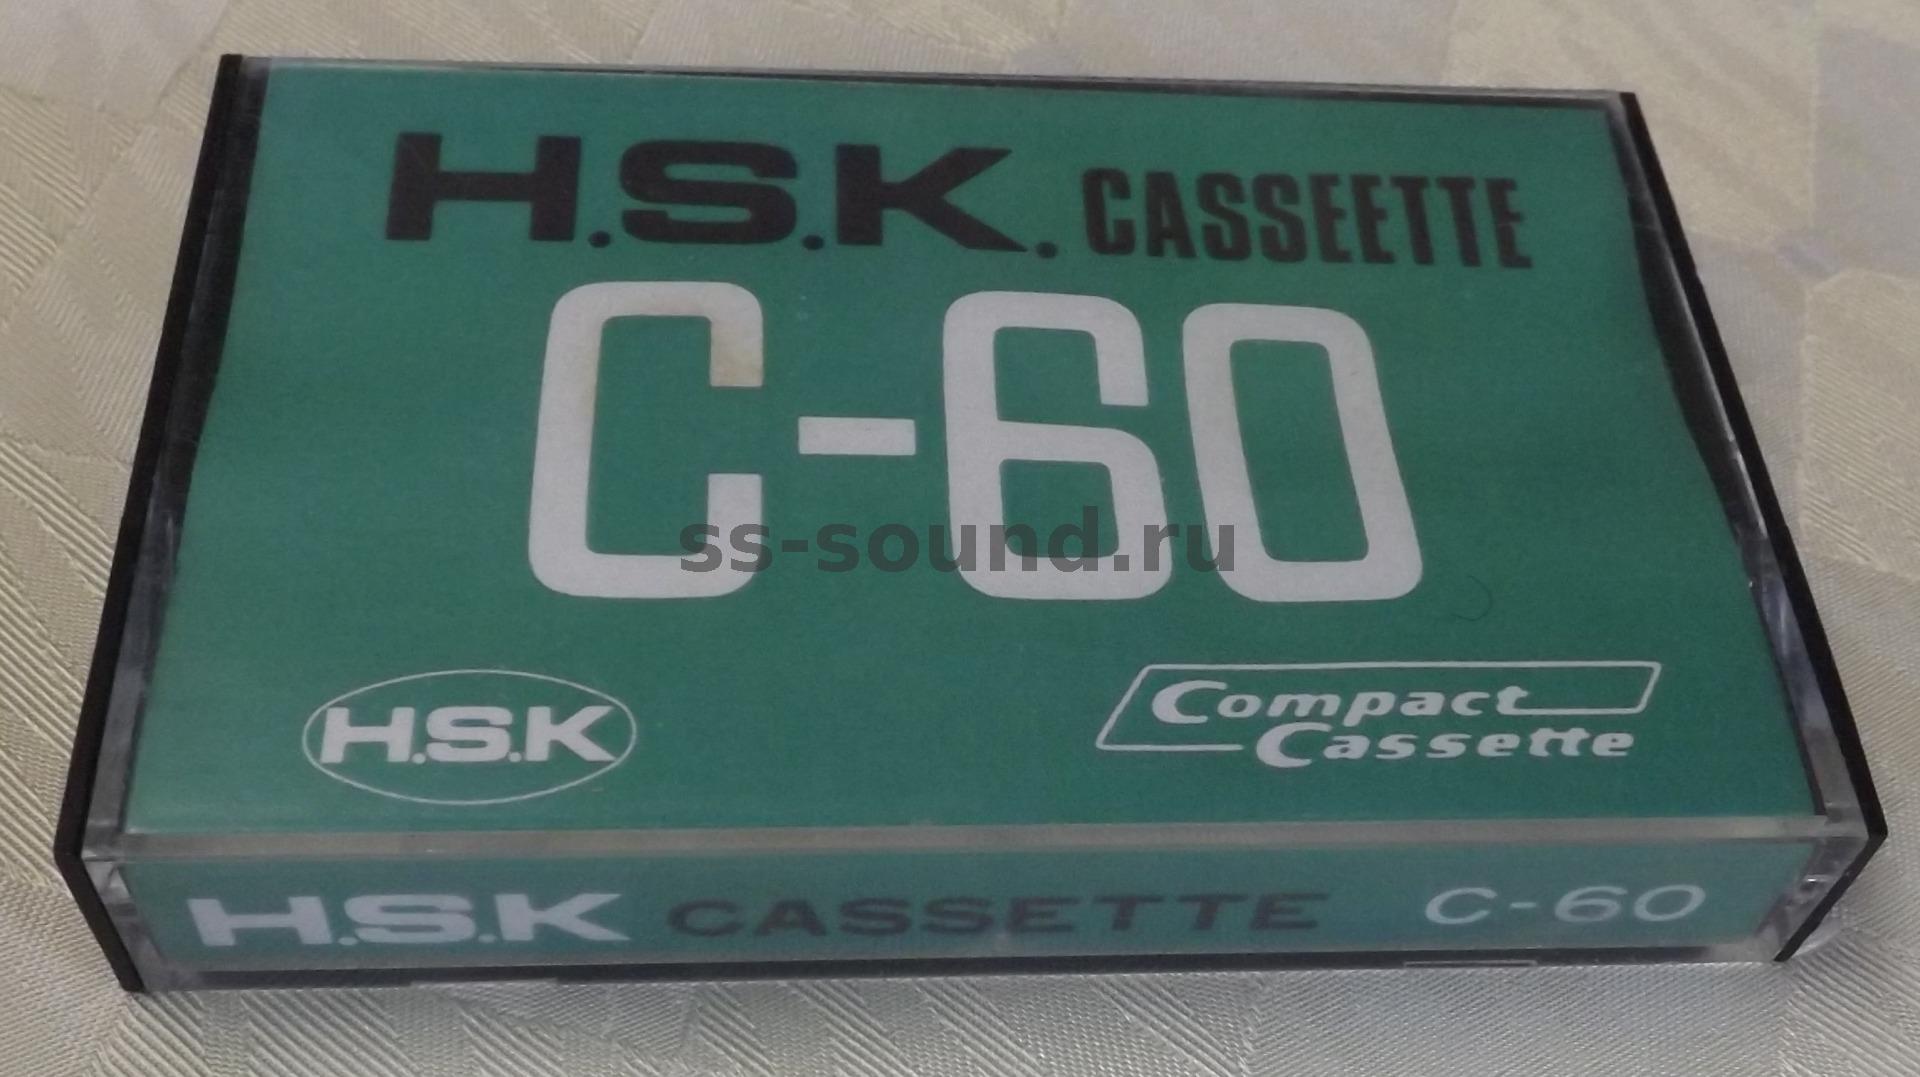 H.S.K. CASSEETTE
C-60
ss-sound.ru
H.S.K
Compact
Cassette
H.S.K CASSETTE C-60